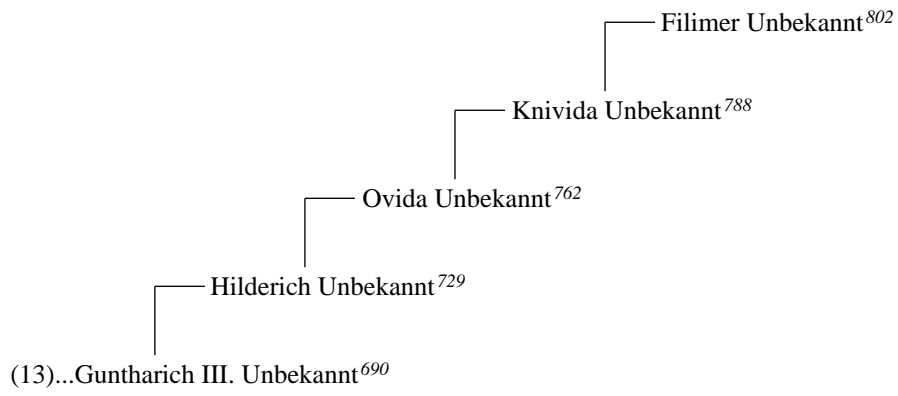 Filimer Unbekannt802
Knivida Unbekannt788
Ovida Unbekannt762
Hilderich Unbekannt729
(13)...Guntharich III. Unbekannt690